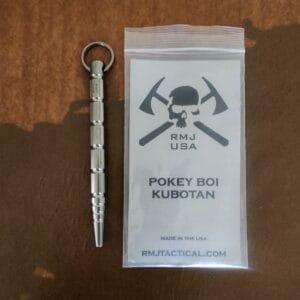 RMJ
USA
POKEY BOI
KUBOTAN
MADE IN THE USA
RMJTACTICAL.COM